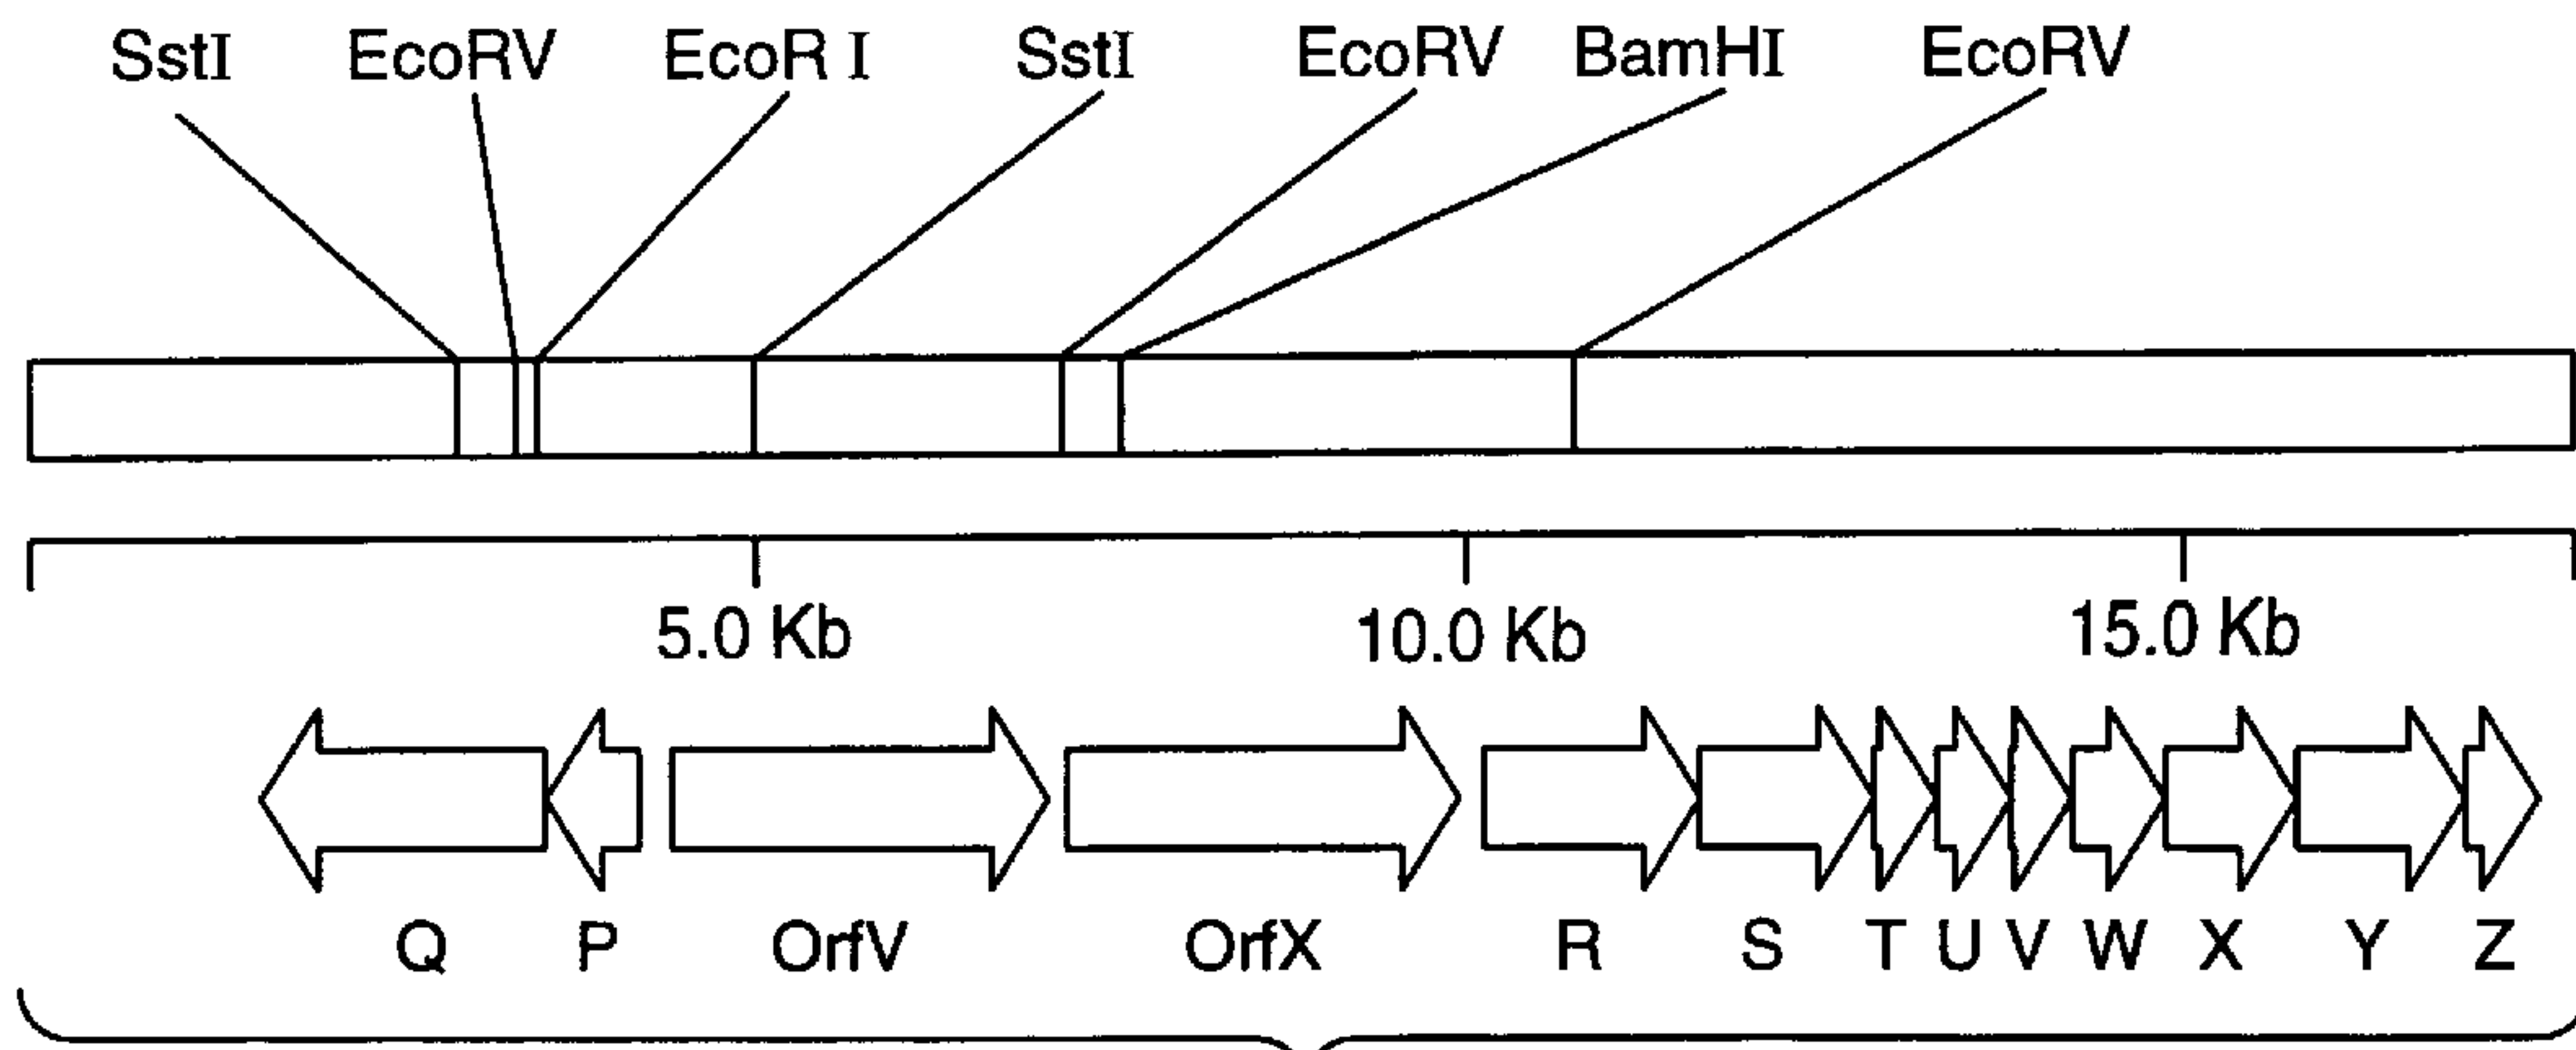 SstI EcoRV EcoR I SstI EcoRV BamHI EcoRV
5.0 Kb 10.0 Kb 15.0 Kb
Q P OrfV OrfX R S T U V W X Y Z